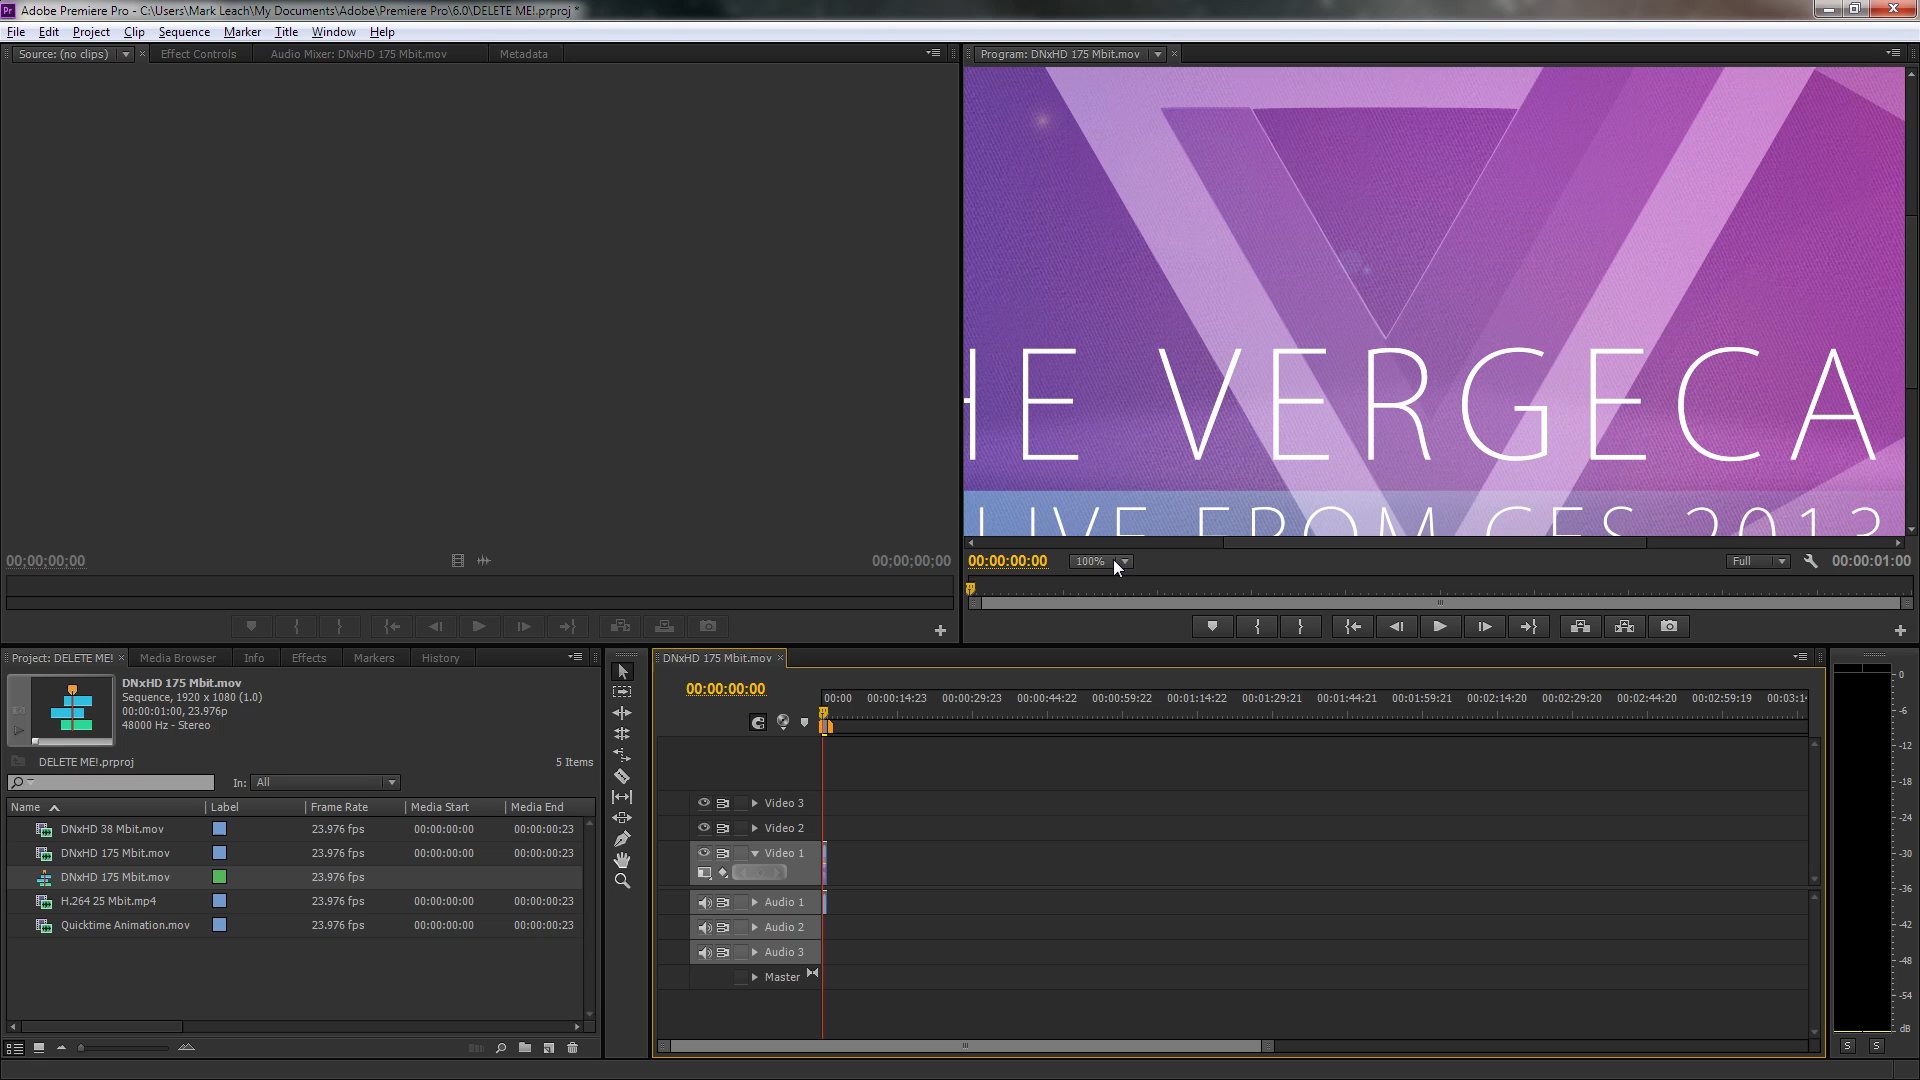 Adobe Premiere Pro - C:\Users\Mark Leach\My Documents\Adobe\Premiere Pro\6.0\DELETE ME!.prproj *
File Edit Project Clip Sequence Marker Title Window Help
Source: (no clips) Effect Controls Audio Mixer: DNxHD 175 Mbit.mov Metadata
Program: DNxHD 175 Mbit.mov
HE VERGECA
LIVE FROM CES 2013
00;00;00;00 00;00;00;00
00:00:00:00 100% Full 00:00:01:00
Project: DELETE ME! Media Browser Info Effects Markers History
DNxHD 175 Mbit.mov
Sequence, 1920 x 1080 (1.0)
00:00:01:00, 23.976p
48000 Hz - Stereo
DELETE ME!.prproj 5 Items
In: All
Name Label Frame Rate Media Start Media End
DNxHD 38 Mbit.mov 23.976 fps 00:00:00:00 00:00:00:23
DNxHD 175 Mbit.mov 23.976 fps 00:00:00:00 00:00:00:23
DNxHD 175 Mbit.mov 23.976 fps
H.264 25 Mbit.mp4 23.976 fps 00:00:00:00 00:00:00:23
Quicktime Animation.mov 23.976 fps 00:00:00:00 00:00:00:23
DNxHD 175 Mbit.mov
00:00:00:00
00:00 00:00:14:23 00:00:29:23 00:00:44:22 00:00:59:22 00:01:14:22 00:01:29:21 00:01:44:21 00:01:59:21 00:02:14:20 00:02:29:20 00:02:44:20 00:02:59:19 00:03:14
Video 3
Video 2
Video 1
Audio 1
Audio 2
Audio 3
Master
0
-6
-12
-18
-24
-30
-36
-42
-48
-54
dB
S S